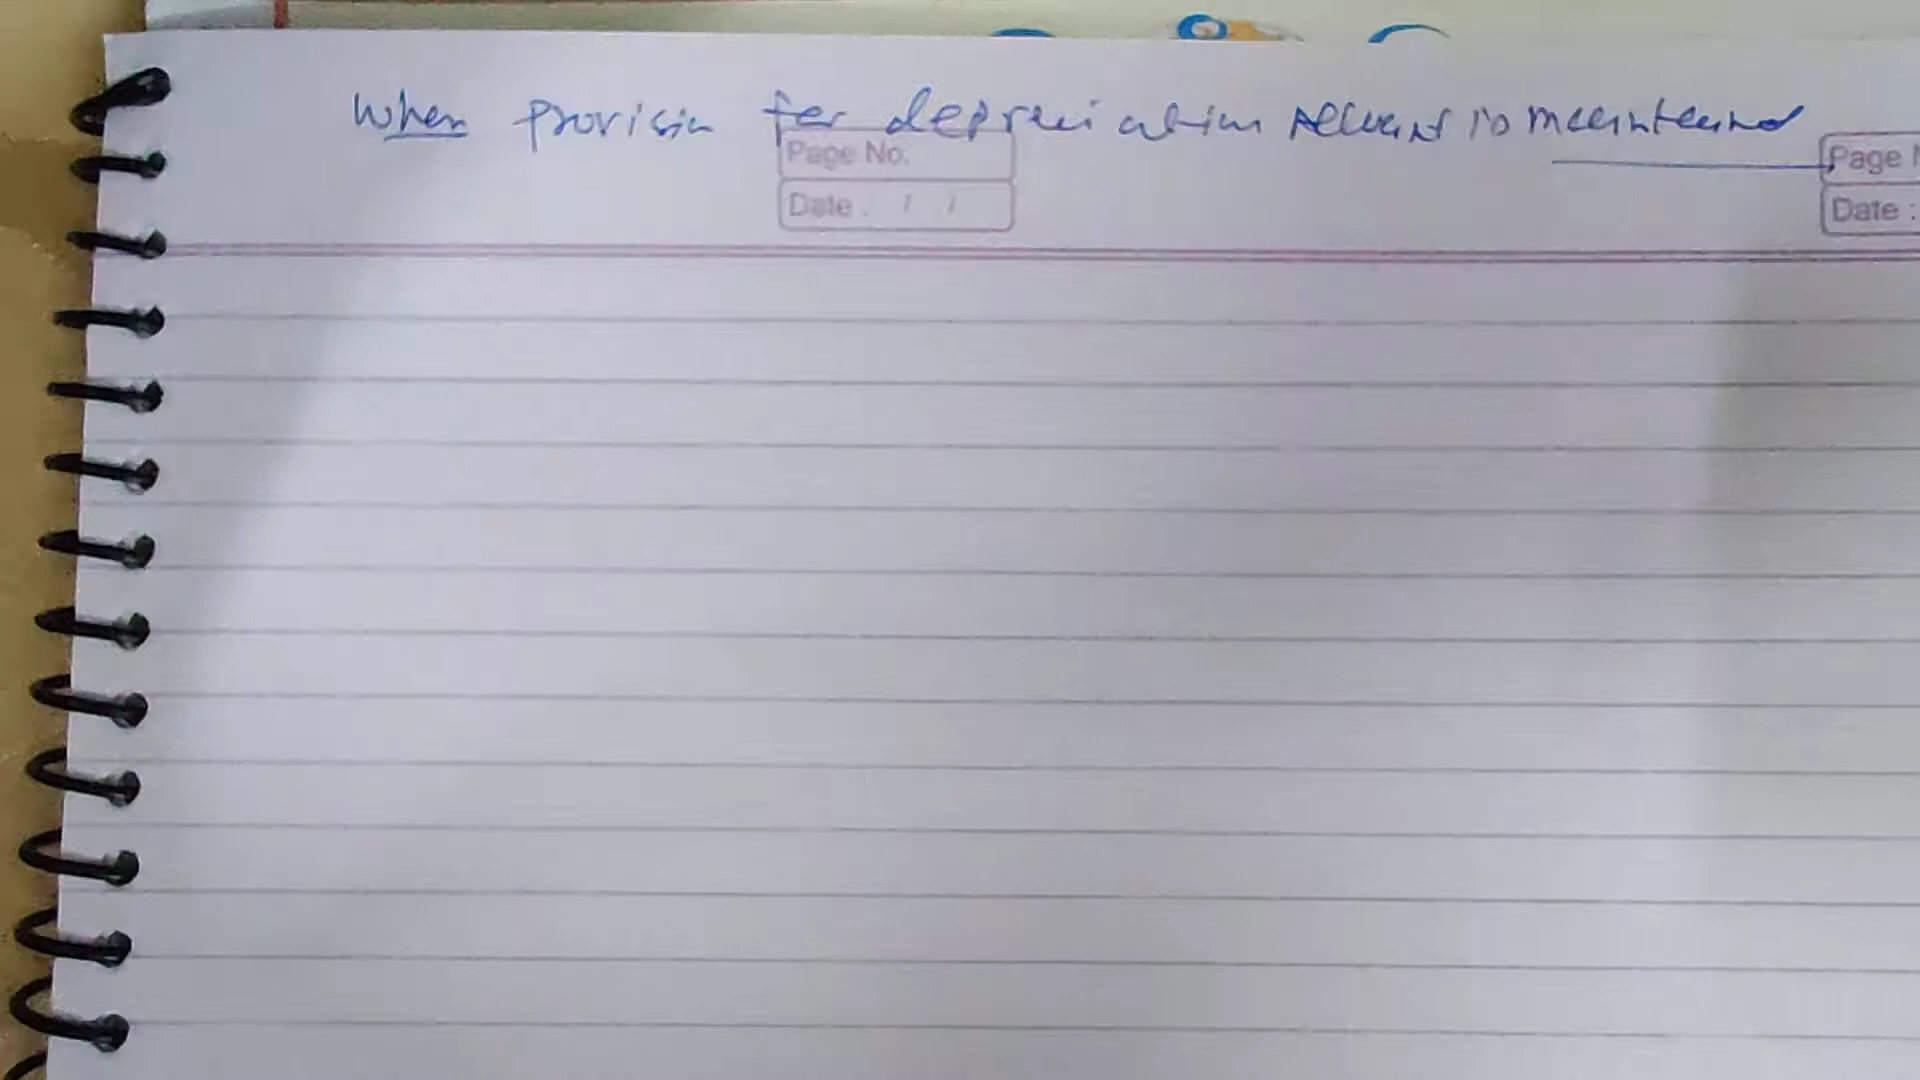 When provision for depreciation account is maintained
Page No.
Date . / /
Page N
Date :